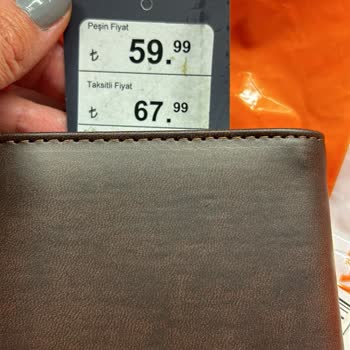 Peşin Fiyat
₺ 59.99
Taksitli Fiyat
₺ 67.99